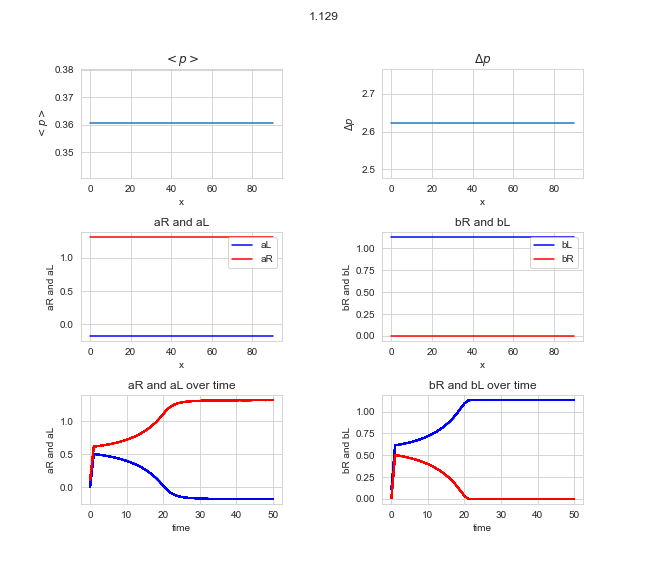 1.129
< p >
Δp
0.38
0.37
0.36
0.35
< p >
0 20 40 60 80
x
2.7
2.6
2.5
Δp
0 20 40 60 80
x
aR and aL
bR and bL
1.0
0.5
0.0
aR and aL
aL
aR
0 20 40 60 80
x
1.00
0.75
0.50
0.25
0.00
bR and bL
bL
bR
0 20 40 60 80
x
aR and aL over time
bR and bL over time
1.0
0.5
0.0
aR and aL
0 10 20 30 40 50
time
1.00
0.75
0.50
0.25
0.00
bR and bL
0 10 20 30 40 50
time